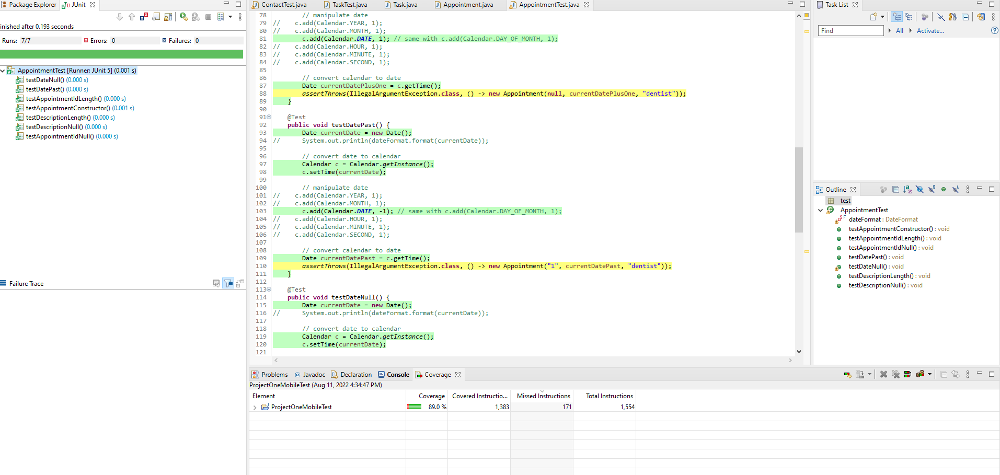 Package Explorer JUnit
inished after 0.193 seconds
Runs: 7/7 Errors: 0 Failures: 0
AppointmentTest [Runner: JUnit 5] (0.001 s)
testDateNull() (0.000 s)
testDatePast() (0.000 s)
testAppointmentIdLength() (0.000 s)
testAppointmentConstructor() (0.001 s)
testDescriptionLength() (0.000 s)
testDescriptionNull() (0.000 s)
testAppointmentIdNull() (0.000 s)
Failure Trace
ContactTest.java TaskTest.java Task.java Appointment.java AppointmentTest.java
78 // manipulate date
79 // c.add(Calendar.YEAR, 1);
80 // c.add(Calendar.MONTH, 1);
81 c.add(Calendar.DATE, 1); // same with c.add(Calendar.DAY_OF_MONTH, 1);
82 // c.add(Calendar.HOUR, 1);
83 // c.add(Calendar.MINUTE, 1);
84 // c.add(Calendar.SECOND, 1);
85
86 // convert calendar to date
87 Date currentDatePlusOne = c.getTime();
88 assertThrows(IllegalArgumentException.class, () -> new Appointment(null, currentDatePlusOne, "dentist"));
89 }
90
91 @Test
92 public void testDatePast() {
93 Date currentDate = new Date();
94 // System.out.println(dateFormat.format(currentDate));
95
96 // convert date to calendar
97 Calendar c = Calendar.getInstance();
98 c.setTime(currentDate);
99
100 // manipulate date
101 // c.add(Calendar.YEAR, 1);
102 // c.add(Calendar.MONTH, 1);
103 c.add(Calendar.DATE, -1); // same with c.add(Calendar.DAY_OF_MONTH, 1);
104 // c.add(Calendar.HOUR, 1);
105 // c.add(Calendar.MINUTE, 1);
106 // c.add(Calendar.SECOND, 1);
107
108 // convert calendar to date
109 Date currentDatePast = c.getTime();
110 assertThrows(IllegalArgumentException.class, () -> new Appointment("1", currentDatePast, "dentist"));
111 }
112
113 @Test
114 public void testDateNull() {
115 Date currentDate = new Date();
116 // System.out.println(dateFormat.format(currentDate));
117
118 // convert date to calendar
119 Calendar c = Calendar.getInstance();
120 c.setTime(currentDate);
121
Task List
Find All Activate...
Outline
test
AppointmentTest
dateFormat : DateFormat
testAppointmentConstructor() : void
testAppointmentIdLength() : void
testAppointmentIdNull() : void
testDatePast() : void
testDateNull() : void
testDescriptionLength() : void
testDescriptionNull() : void
Problems @ Javadoc Declaration Console Coverage
ProjectOneMobileTest (Aug 11, 2022 4:34:47 PM)
Element Coverage Covered Instructio... Missed Instructions Total Instructions
ProjectOneMobileTest 89.0 % 1,383 171 1,554